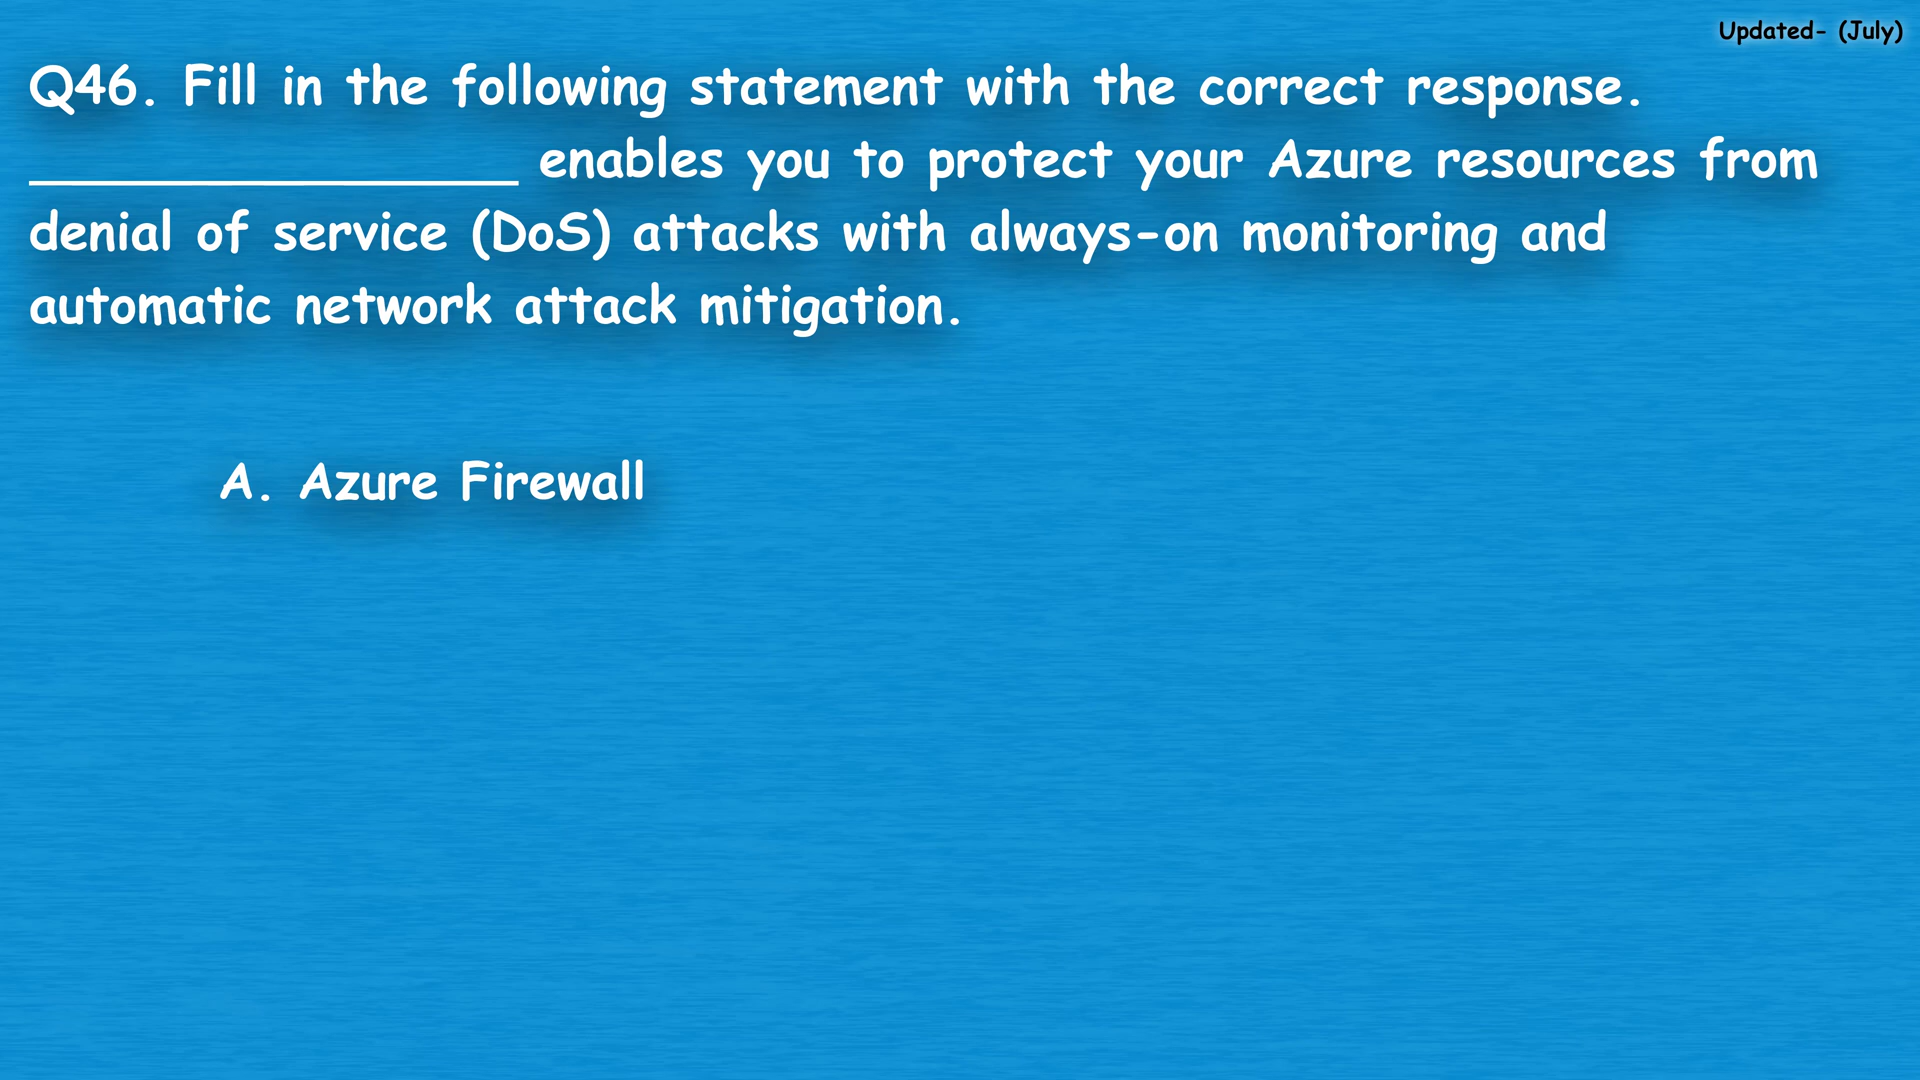 Updated- (July)
Q46. Fill in the following statement with the correct response.
_________________ enables you to protect your Azure resources from
denial of service (DoS) attacks with always-on monitoring and
automatic network attack mitigation.
A. Azure Firewall